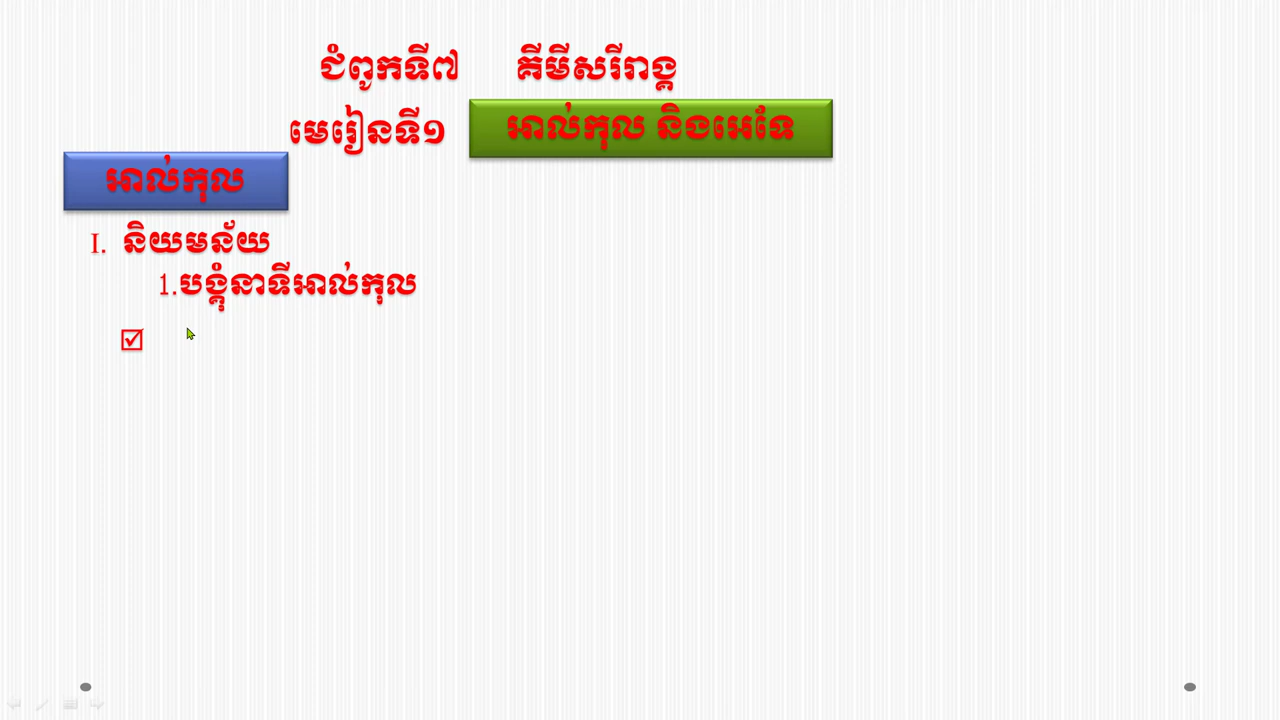 ជំពូកទី៧ គីមីសរីរាង្គ
មេរៀនទី១ អាល់កុល និងអេទែ
អាល់កុល
I. និយមន័យ
1.បង្គុំនាទីអាល់កុល